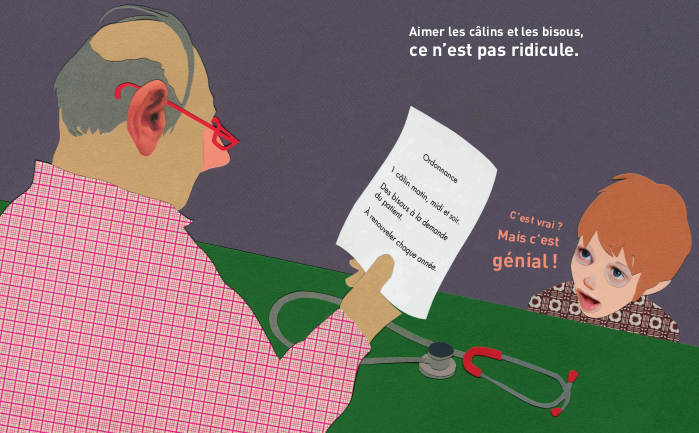 Aimer les câlins et les bisous,
ce n'est pas ridicule.
Ordonnance
1 câlin matin, midi et soir.
Des bisous à la demande
du patient.
À renouveler chaque année.
C'est vrai ?
Mais c'est
génial !